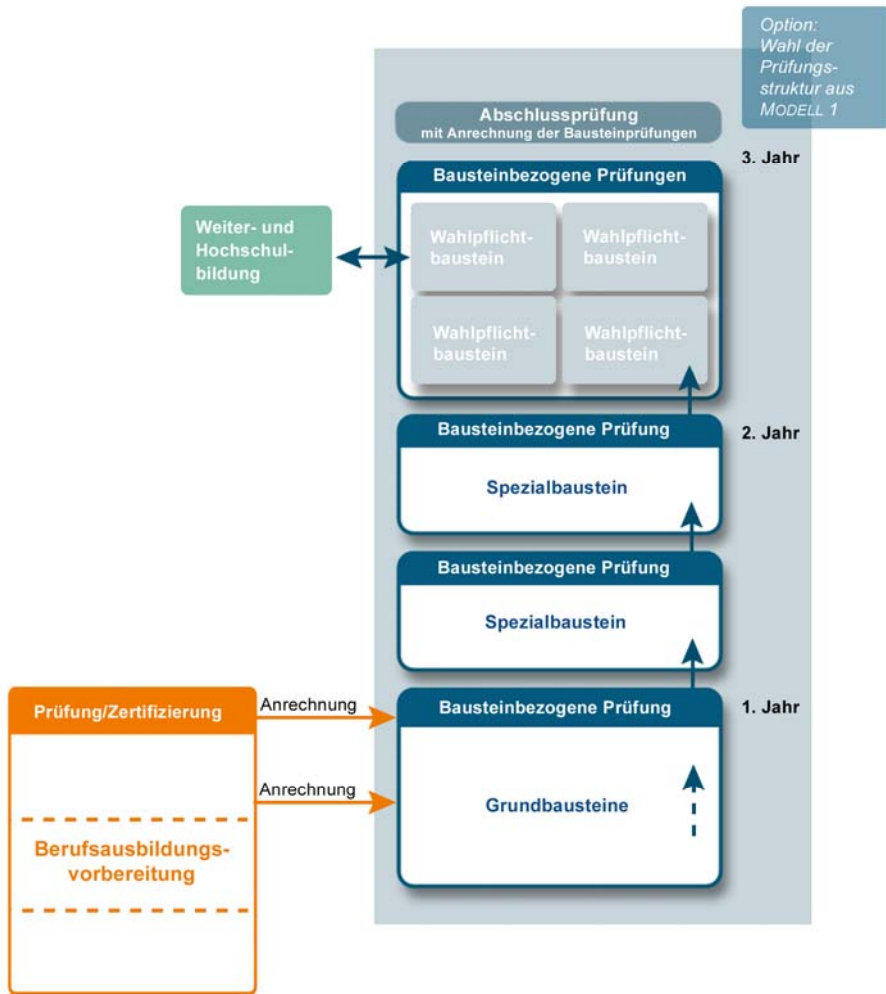 Option:
Wahl der
Prüfungs-
struktur aus
MODELL 1
Abschlussprüfung
mit Anrechnung der Bausteinprüfungen
3. Jahr
Bausteinbezogene Prüfungen
Weiter- und
Hochschul-
bildung
Wahlpflicht-
baustein
Wahlpflicht-
baustein
Wahlpflicht-
baustein
Wahlpflicht-
baustein
Bausteinbezogene Prüfung
2. Jahr
Spezialbaustein
Bausteinbezogene Prüfung
Spezialbaustein
Prüfung/Zertifizierung
Anrechnung
Bausteinbezogene Prüfung
1. Jahr
Anrechnung
Grundbausteine
Berufsausbildungs-
vorbereitung